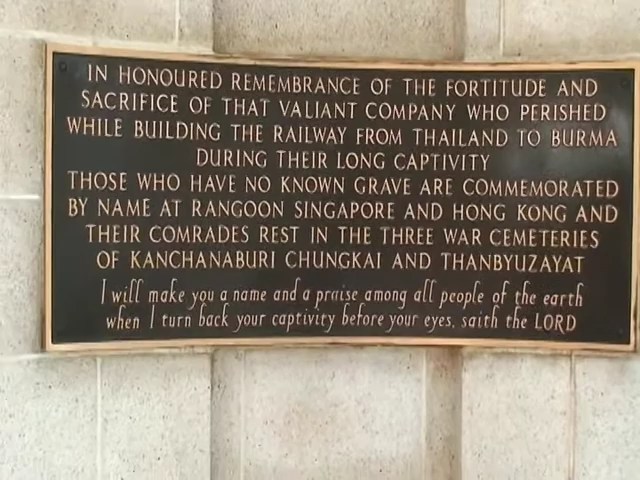 IN HONOURED REMEMBRANCE OF THE FORTITUDE AND
SACRIFICE OF THAT VALIANT COMPANY WHO PERISHED
WHILE BUILDING THE RAILWAY FROM THAILAND TO BURMA
DURING THEIR LONG CAPTIVITY
THOSE WHO HAVE NO KNOWN GRAVE ARE COMMEMORATED
BY NAME AT RANGOON SINGAPORE AND HONG KONG AND
THEIR COMRADES REST IN THE THREE WAR CEMETERIES
OF KANCHANABURI CHUNGKAI AND THANBYUZAYAT
I will make you a name and a praise among all people of the earth
when I turn back your captivity before your eyes, saith the LORD